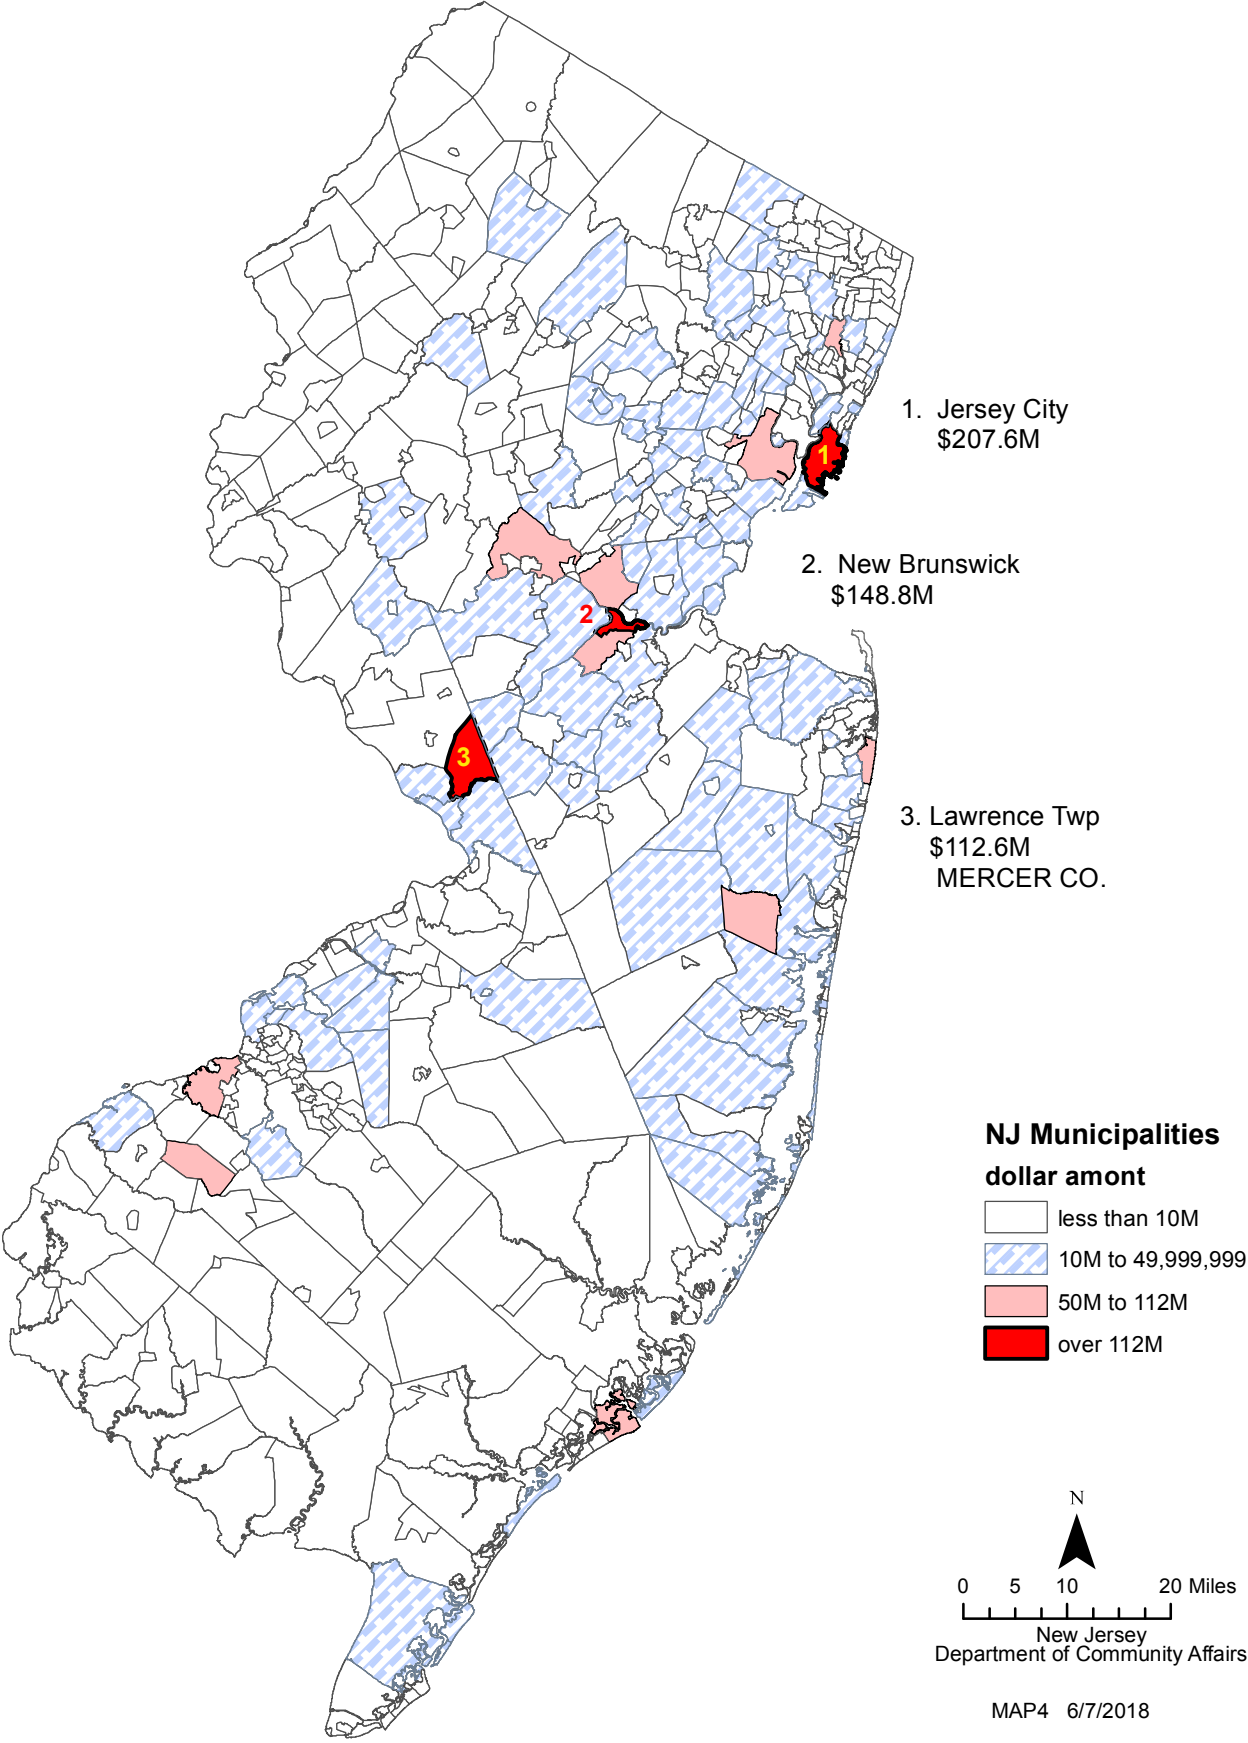 1. Jersey City
$207.6M
1
2. New Brunswick
$148.8M
2
3
3. Lawrence Twp
$112.6M
MERCER CO.
NJ Municipalities
dollar amont
less than 10M
10M to 49,999,999
50M to 112M
over 112M
N
0 5 10 20 Miles
New Jersey
Department of Community Affairs
MAP4 6/7/2018